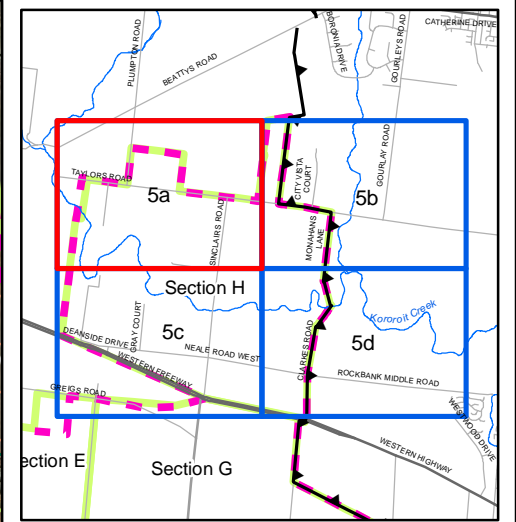 PLUMPTON ROAD
BEATTYS ROAD
BORONIA DRIVE
GOURLEYS ROAD
CATHERINE DRIVE
TAYLORS ROAD
5a
SINCLAIRS ROAD
CITY VISTA
COURT
GOURLAY ROAD
5b
MONAHANS
LANE
Section H
Kororoit Creek
GRAY COURT
5c
DEANSIDE DRIVE
WESTERN FREEWAY
NEALE ROAD WEST
CLARKES ROAD
5d
ROCKBANK MIDDLE ROAD
GREIGS ROAD
WESTWOOD DRIVE
WESTERN HIGHWAY
ection E
Section G